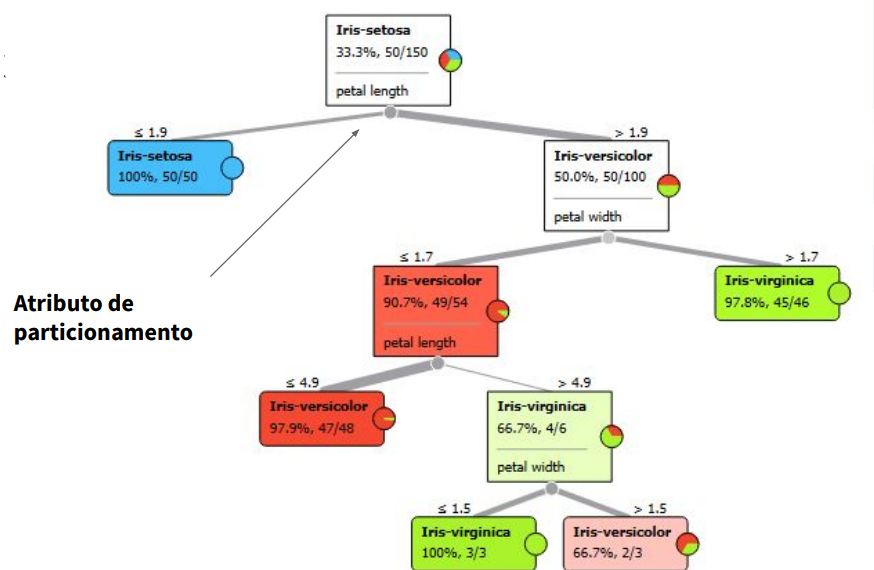 Iris-setosa
33.3%, 50/150
petal length
≤ 1.9
> 1.9
Iris-setosa
100%, 50/50
Iris-versicolor
50.0%, 50/100
petal width
≤ 1.7
> 1.7
Atributo de
particionamento
Iris-versicolor
90.7%, 49/54
petal length
Iris-virginica
97.8%, 45/46
≤ 4.9
> 4.9
Iris-versicolor
97.9%, 47/48
Iris-virginica
66.7%, 4/6
petal width
≤ 1.5
> 1.5
Iris-virginica
100%, 3/3
Iris-versicolor
66.7%, 2/3